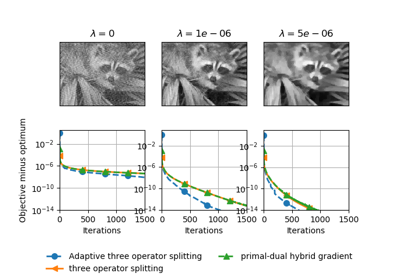 λ = 0 λ = 1e − 06 λ = 5e − 06
Objective minus optimum
10⁻² 10⁻² 10⁻²
10⁻⁶ 10⁻⁶ 10⁻⁶
10⁻¹⁰ 10⁻¹⁰ 10⁻¹⁰
10⁻¹⁴ 10⁻¹⁴ 10⁻¹⁴
0 500 1000 1500 0 500 1000 1500 0 500 1000 1500
Iterations Iterations Iterations
Adaptive three operator splitting primal-dual hybrid gradient
three operator splitting